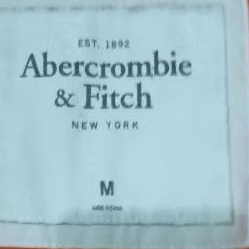 EST. 1892
Abercrombie
& Fitch
NEW YORK
M